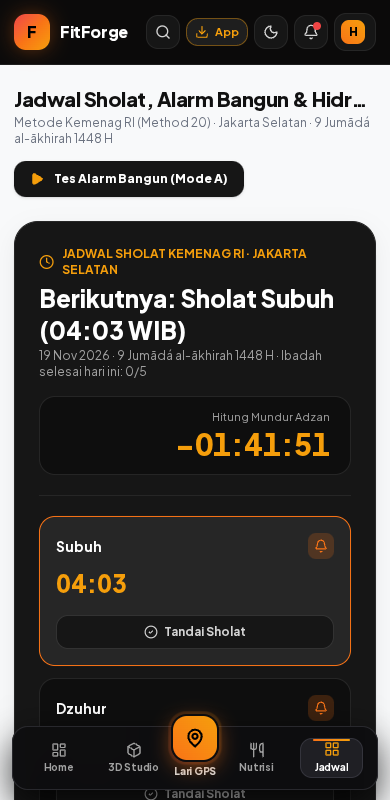 F
FitForge
App
H
Jadwal Sholat, Alarm Bangun & Hidr...
Metode Kemenag RI (Method 20) · Jakarta Selatan · 9 Jumādá
al-ākhirah 1448 H
Tes Alarm Bangun (Mode A)
JADWAL SHOLAT KEMENAG RI · JAKARTA
SELATAN
Berikutnya: Sholat Subuh
(04:03 WIB)
19 Nov 2026 · 9 Jumādá al-ākhirah 1448 H · Ibadah
selesai hari ini: 0/5
Hitung Mundur Adzan
-01:41:51
Subuh
04:03
Tandai Sholat
Dzuhur
Tandai Sholat
Home
3D Studio
Lari GPS
Nutrisi
Jadwal